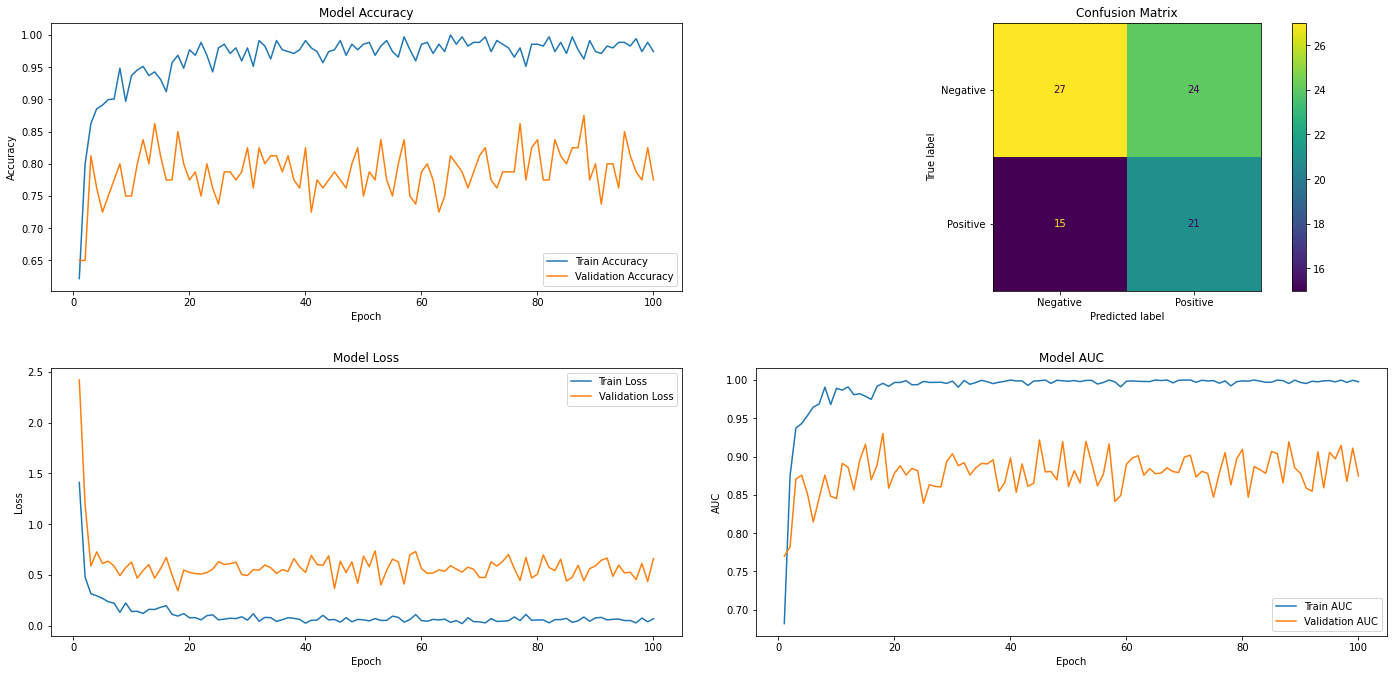 Model Accuracy
1.00
0.95
0.90
0.85
0.80
0.75
0.70
0.65
Accuracy
0 20 40 60 80 100
Epoch
Train Accuracy
Validation Accuracy
Confusion Matrix
Negative
Positive
True label
27 24
15 21
Negative Positive
Predicted label
26
24
22
20
18
16
Model Loss
2.5
2.0
1.5
1.0
0.5
0.0
Loss
0 20 40 60 80 100
Epoch
Train Loss
Validation Loss
Model AUC
1.00
0.95
0.90
0.85
0.80
0.75
0.70
AUC
0 20 40 60 80 100
Epoch
Train AUC
Validation AUC